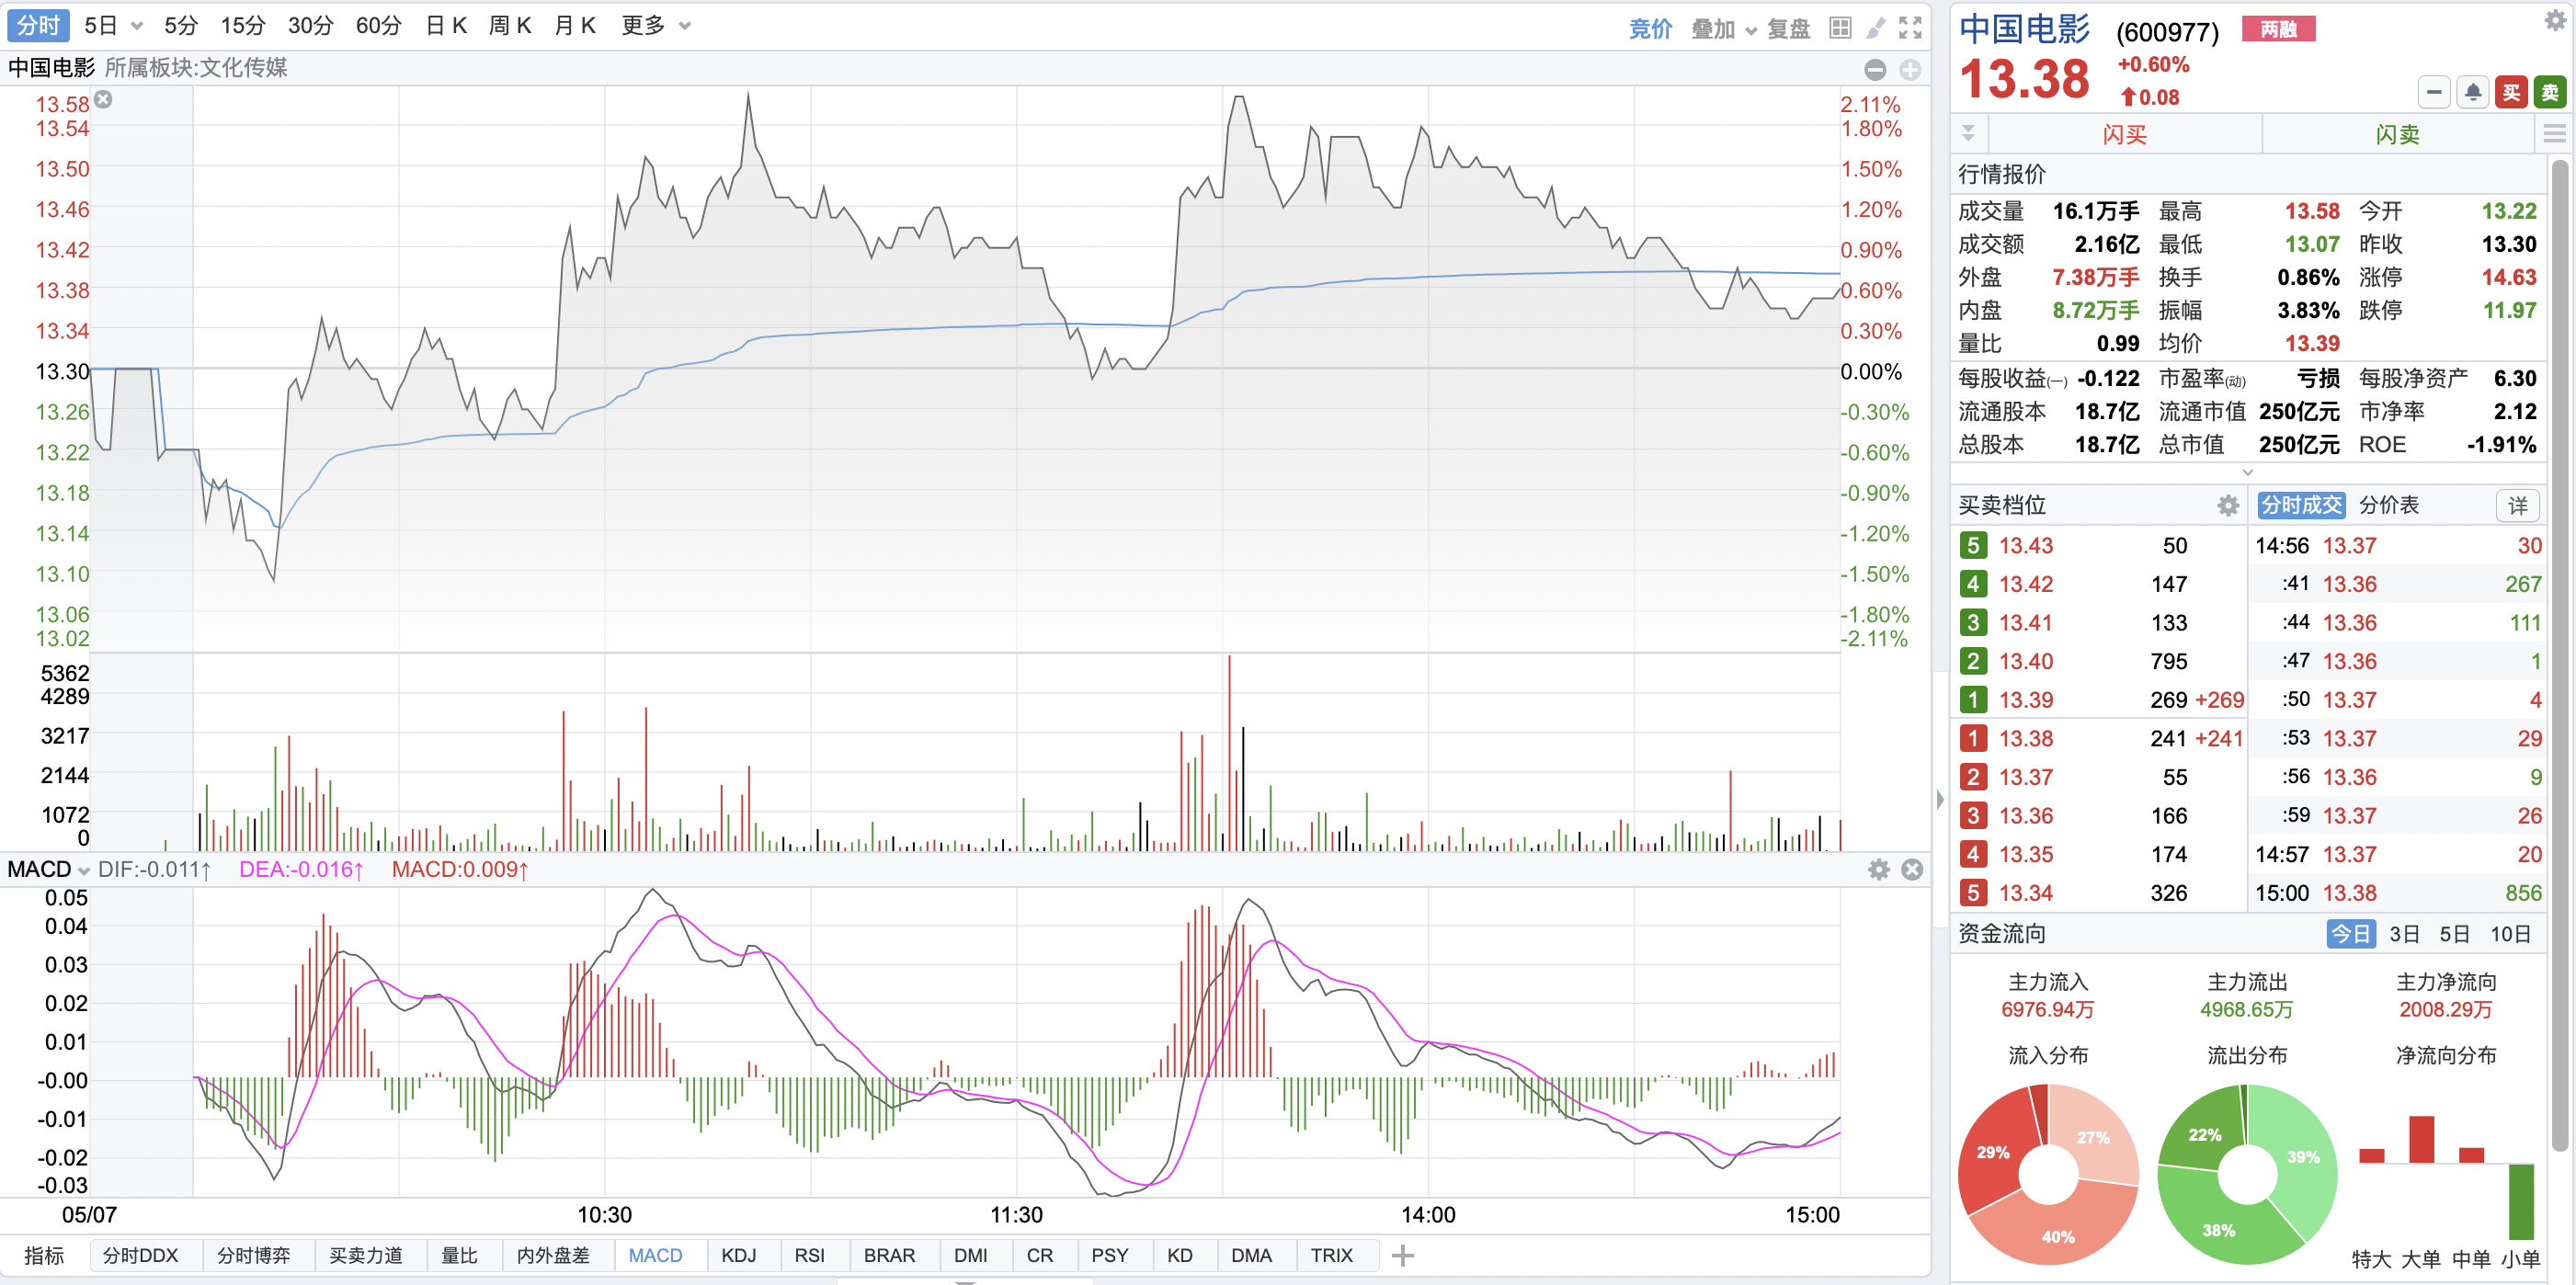 分时 5日 5分 15分 30分 60分 日K 周K 月K 更多 竞价 叠加 复盘
中国电影 所属板块:文化传媒
13.58 2.11%
13.54 1.80%
13.50 1.50%
13.46 1.20%
13.42 0.90%
13.38 0.60%
13.34 0.30%
13.30 0.00%
13.26 -0.30%
13.22 -0.60%
13.18 -0.90%
13.14 -1.20%
13.10 -1.50%
13.06 -1.80%
13.02 -2.11%
5362
4289
3217
2144
1072
0
MACD DIF:-0.011↑ DEA:-0.016↑ MACD:0.009↑
0.05
0.04
0.03
0.02
0.01
-0.00
-0.01
-0.02
-0.03
05/07 10:30 11:30 14:00 15:00
指标 分时DDX 分时博弈 买卖力道 量比 内外盘差 MACD KDJ RSI BRAR DMI CR PSY KD DMA TRIX
中国电影 (600977) 两融
13.38 +0.60%
0.08 买 卖
闪买 闪卖
行情报价
成交量 16.1万手 最高 13.58 今开 13.22
成交额 2.16亿 最低 13.07 昨收 13.30
外盘 7.38万手 换手 0.86% 涨停 14.63
内盘 8.72万手 振幅 3.83% 跌停 11.97
量比 0.99 均价 13.39
每股收益(一) -0.122 市盈率(动) 亏损 每股净资产 6.30
流通股本 18.7亿 流通市值 250亿元 市净率 2.12
总股本 18.7亿 总市值 250亿元 ROE -1.91%
买卖档位 分时成交 分价表 详
5 13.43 50 14:56 13.37 30
4 13.42 147 :41 13.36 267
3 13.41 133 :44 13.36 111
2 13.40 795 :47 13.36 1
1 13.39 269 +269 :50 13.37 4
1 13.38 241 +241 :53 13.37 29
2 13.37 55 :56 13.36 9
3 13.36 166 :59 13.37 26
4 13.35 174 14:57 13.37 20
5 13.34 326 15:00 13.38 856
资金流向 今日 3日 5日 10日
主力流入 主力流出 主力净流向
6976.94万 4968.65万 2008.29万
流入分布 流出分布 净流向分布
27% 40% 29%
39% 38% 22%
特大 大单 中单 小单